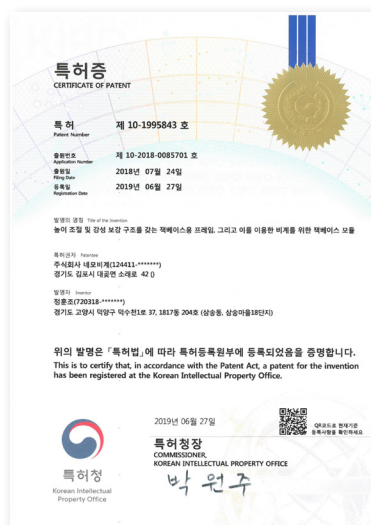 특허증
CERTIFICATE OF PATENT
특 허 제 10-1995843 호
Patent Number
출원번호 제 10-2018-0085701 호
Application Number
출원일 2018년 07월 24일
Filing Date
등록일 2019년 06월 27일
Registration Date
발명의 명칭 Title of the Invention
높이 조절 및 강성 보강 구조를 갖는 잭베이스용 프레임, 그리고 이를 이용한 비계를 위한 잭베이스 모듈
특허권자 Patentee
주식회사 네모비계(124411-*******)
경기도 김포시 대곶면 소래로 42 ()
발명자 Inventor
정훈조(720318-*******)
경기도 고양시 덕양구 덕수천1로 37, 1817동 204호 (삼송동, 삼송마을18단지)
위의 발명은 「특허법」에 따라 특허등록원부에 등록되었음을 증명합니다.
This is to certify that, in accordance with the Patent Act, a patent for the invention
has been registered at the Korean Intellectual Property Office.
2019년 06월 27일
QR코드로 현재기준
등록사항을 확인하세요
특허청장
COMMISSIONER,
KOREAN INTELLECTUAL PROPERTY OFFICE
박원주
특허청
Korean Intellectual
Property Office